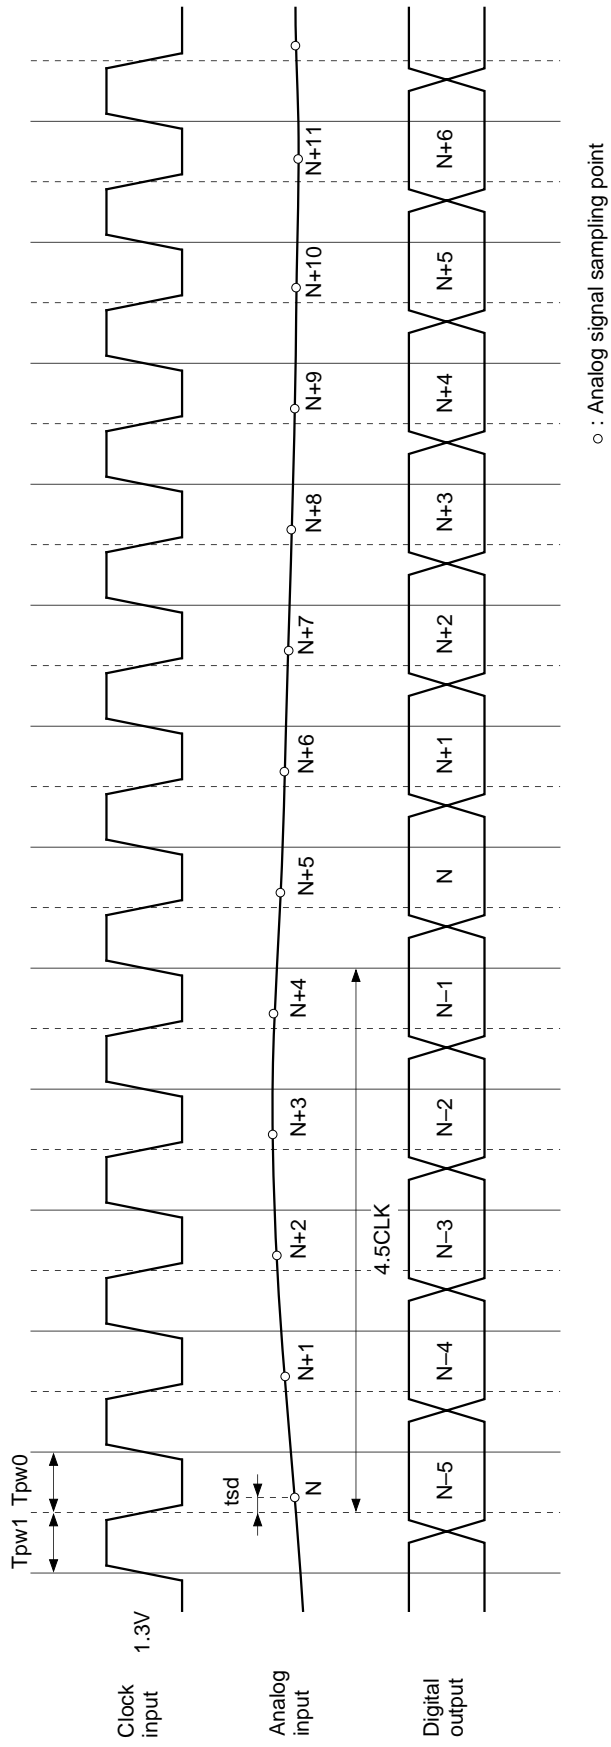 Tpw1 Tpw0
Clock
input
1.3V
tsd
Analog
input
N
N+1
N+2
N+3
N+4
N+5
N+6
N+7
N+8
N+9
N+10
N+11
4.5CLK
Digital
output
N–5
N–4
N–3
N–2
N–1
N
N+1
N+2
N+3
N+4
N+5
N+6
: Analog signal sampling point